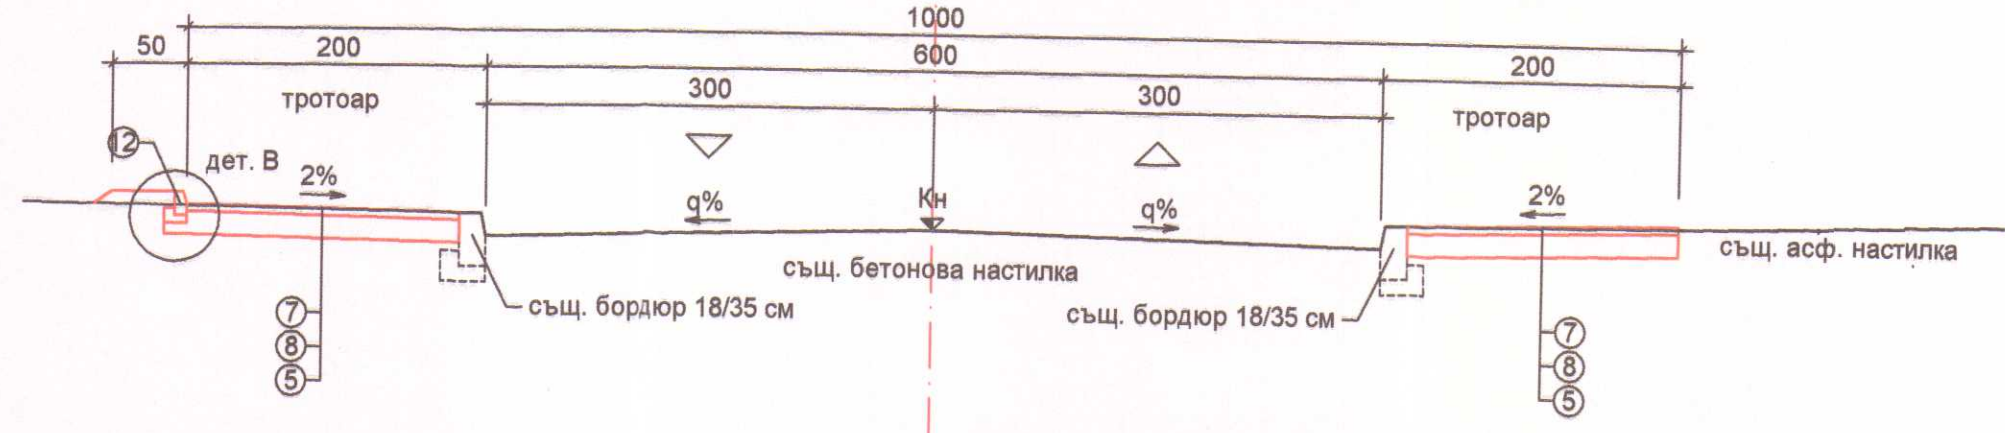 1000
50
200
600
200
300
300
тротоар
тротоар
12
дет. В
2%
q%
Кн
q%
2%
същ. бетонова настилка
същ. асф. настилка
същ. бордюр 18/35 см
същ. бордюр 18/35 см
7
8
5
7
8
5